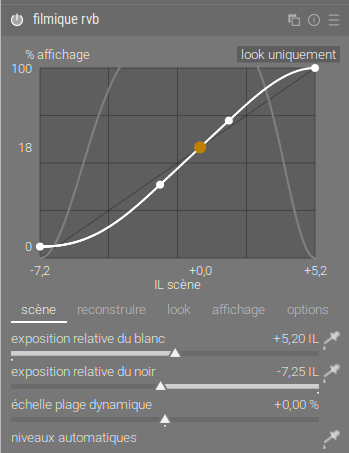 filmique rvb
% affichage
look uniquement
100
18
0
-7,2
+0,0
+5,2
IL scène
scène reconstruire look affichage options
exposition relative du blanc +5,20 IL
exposition relative du noir -7,25 IL
échelle plage dynamique +0,00 %
niveaux automatiques